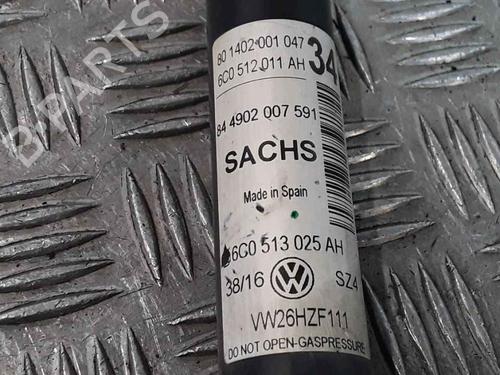 80 1402 001 047
6C0 512 011 AH
34
84 4902 007 591
SACHS
Made in Spain
6C0 513 025 AH
38/16
SZ4
VW26HZF111
DO NOT OPEN-GASPRESSURE
B-PARTS